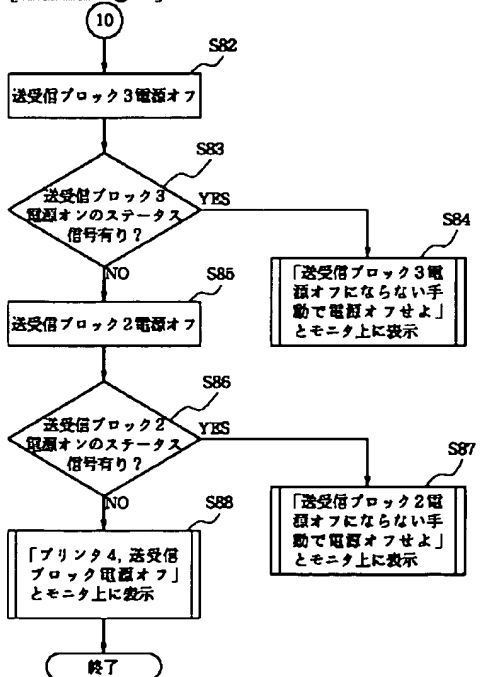 10
S82
送受信ブロック3電源オフ
S83
送受信ブロック3
電源オンのステータス
信号有り?
YES
S84
「送受信ブロック3電
源オフにならない手
動で電源オフせよ」
とモニタ上に表示
NO
S85
送受信ブロック2電源オフ
S86
送受信ブロック2
電源オンのステータス
信号有り?
YES
S87
「送受信ブロック2電
源オフにならない手
動で電源オフせよ」
とモニタ上に表示
NO
S88
「プリンタ4,送受信
ブロック電源オフ」
とモニタ上に表示
終了